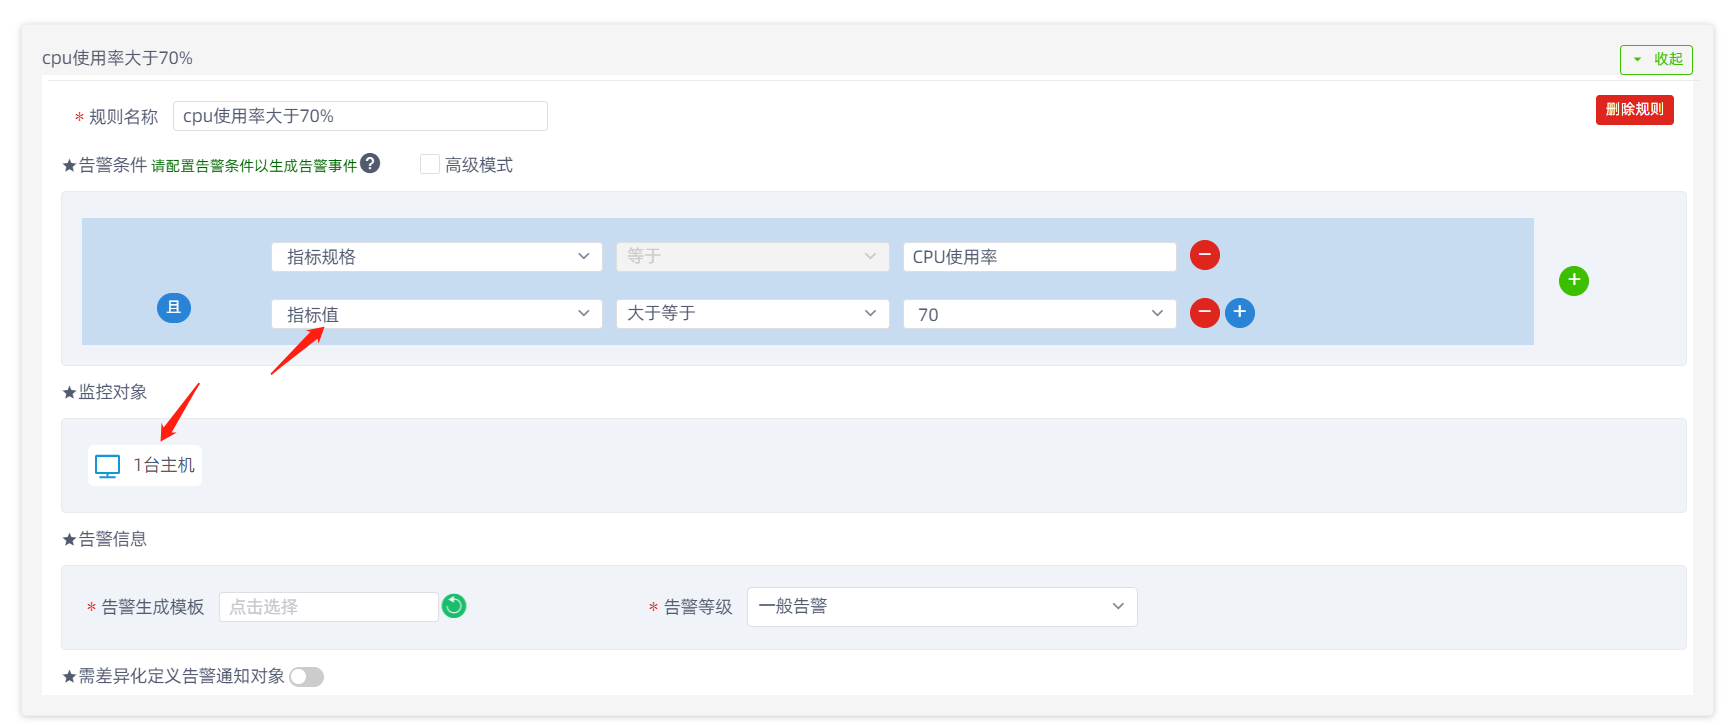 cpu使用率大于70%
收起
* 规则名称 cpu使用率大于70%
删除规则
★告警条件 请配置告警条件以生成告警事件 ? 高级模式
指标规格 等于 CPU使用率
且
指标值 大于等于 70
★监控对象
1台主机
★告警信息
* 告警生成模板 点击选择 * 告警等级 一般告警
★需差异化定义告警通知对象